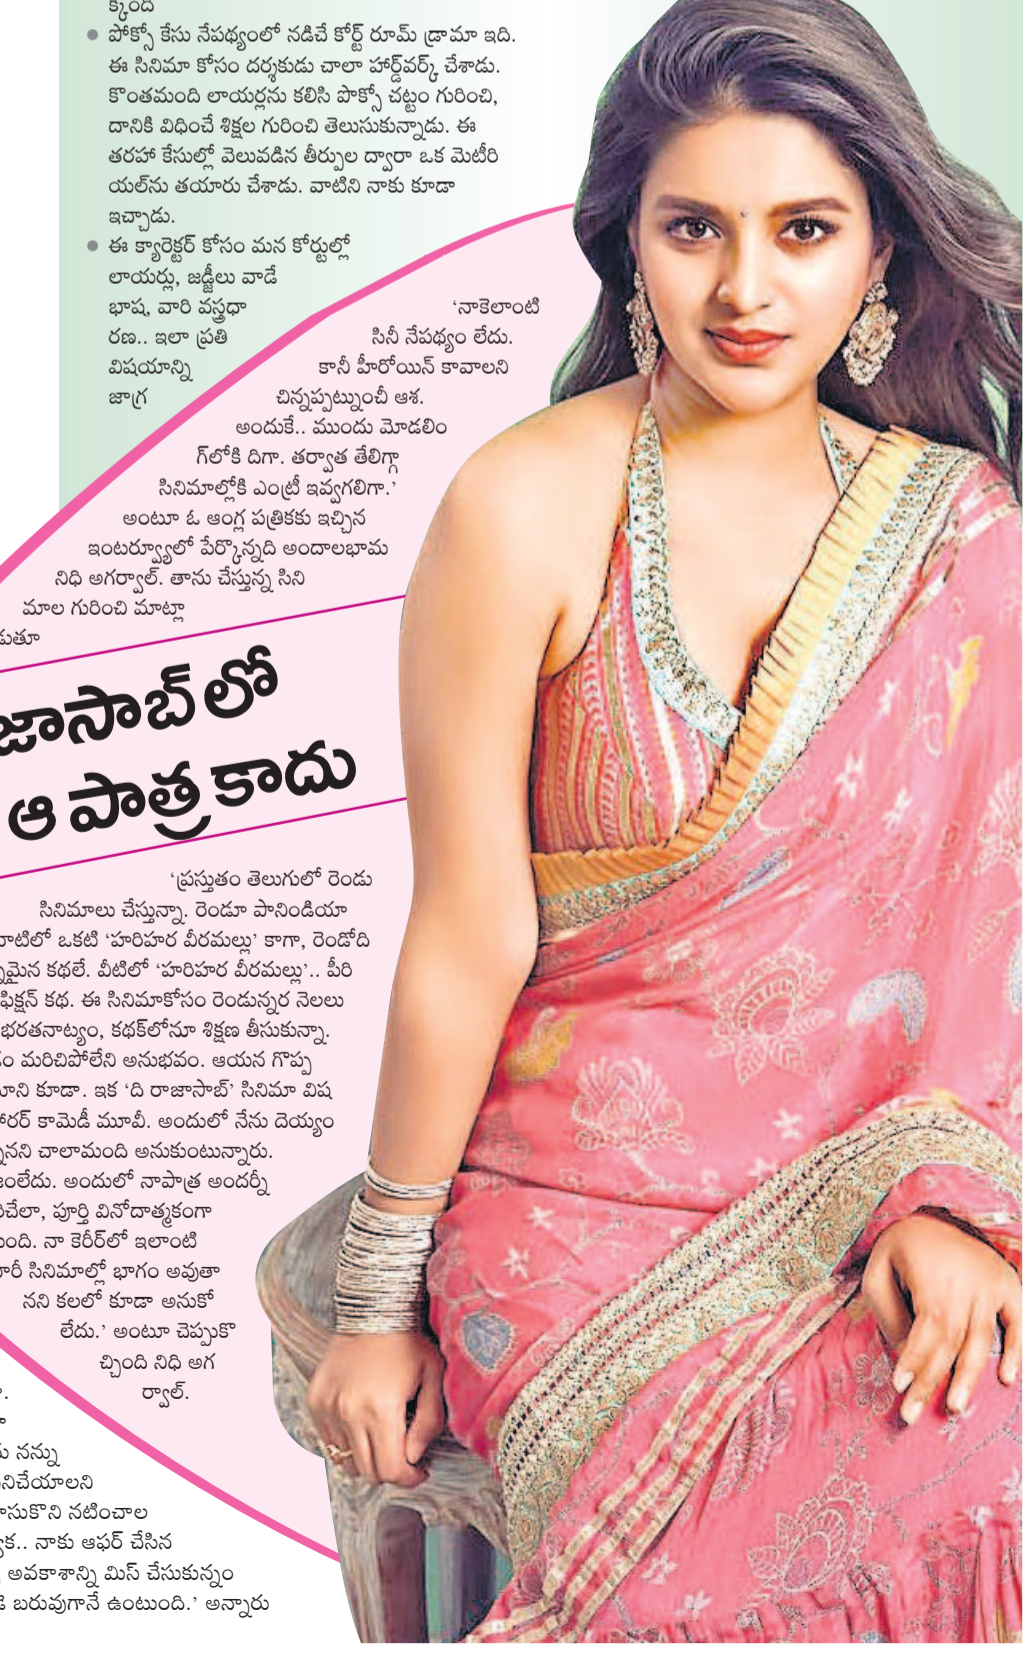 క్కింది
• పోక్సో కేసు నేపథ్యంలో నడిచే కోర్ట్ రూమ్ డ్రామా ఇది.
ఈ సినిమా కోసం దర్శకుడు చాలా హార్డ్‌వర్క్ చేశాడు.
కొంతమంది లాయర్లను కలిసి పొక్సో చట్టం గురించి,
దానికి విధించే శిక్షల గురించి తెలుసుకున్నాడు. ఈ
తరహా కేసుల్లో వెలువడిన తీర్పుల ద్వారా ఒక మెటీరి
యల్‌ను తయారు చేశాడు. వాటిని నాకు కూడా
ఇచ్చాడు.
• ఈ క్యారెక్టర్ కోసం మన కోర్టుల్లో
లాయర్లు, జడ్జీలు వాడే
భాష, వారి వస్త్రధా
రణ.. ఇలా ప్రతి
విషయాన్ని
జాగ్ర
‘నాకెలాంటి
సినీ నేపథ్యం లేదు.
కానీ హీరోయిన్ కావాలని
చిన్నప్పట్నుంచీ ఆశ.
అందుకే.. ముందు మోడలిం
గ్‌లోకి దిగా. తర్వాత తేలిగ్గా
సినిమాల్లోకి ఎంట్రీ ఇవ్వగలిగా.’
అంటూ ఓ ఆంగ్ల పత్రికకు ఇచ్చిన
ఇంటర్వ్యూలో పేర్కొన్నది అందాలభామ
నిధి అగర్వాల్. తాను చేస్తున్న సిని
మాల గురించి మాట్లా
డుతూ
జాసాబ్‌లో
ఆ పాత్ర కాదు
‘ప్రస్తుతం తెలుగులో రెండు
సినిమాలు చేస్తున్నా. రెండూ పానిండియా
వాటిలో ఒకటి ‘హరిహర వీరమల్లు’ కాగా, రెండోది
మైన కథలే. వీటిలో ‘హరిహర వీరమల్లు’.. పీరి
ఫిక్షన్ కథ. ఈ సినిమాకోసం రెండున్నర నెలలు
భరతనాట్యం, కథక్‌లోనూ శిక్షణ తీసుకున్నా.
మరిచిపోలేని అనుభవం. ఆయన గొప్ప
కూడా. ఇక ‘ది రాజాసాబ్’ సినిమా విష
హారర్ కామెడీ మూవీ. అందులో నేను దెయ్యం
చాలామంది అనుకుంటున్నారు.
అందులో నాపాత్ర అందర్నీ
పూర్తి వినోదాత్మకంగా
నా కెరీర్‌లో ఇలాంటి
సినిమాల్లో భాగం అవుతా
నని కలలో కూడా అనుకో
లేదు.’ అంటూ చెప్పుకొ
చ్చింది నిధి అగ
ర్వాల్.
నన్ను
నిచేయాలని
నటించాల
నాకు ఆఫర్ చేసిన
అవకాశాన్ని మిస్ చేసుకున్నం
బరువుగానే ఉంటుంది.’ అన్నారు